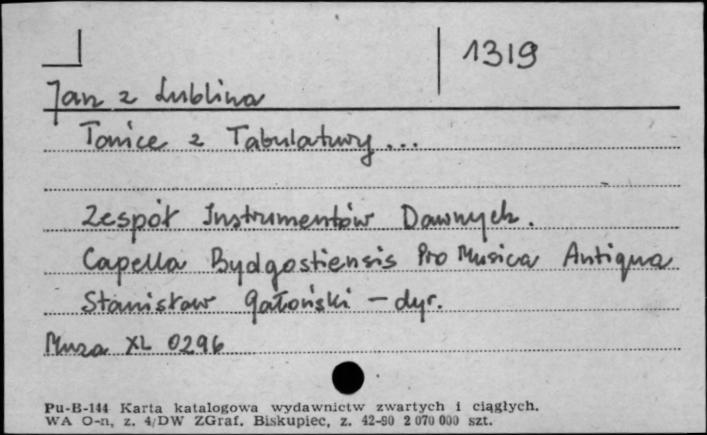 1319
Jan z Lublina
Tańce z Tabulatury...
Zespół Instrumentów Dawnych.
Capella Bydgostiensis Pro Musica Antiqua
Stanisław Gałoński - dyr.
Muza XL 0296
Pu-B-144 Karta katalogowa wydawnictw zwartych i ciągłych.
WA O-n, z. 4/DW ZGraf. Biskupiec, z. 42-90 2 070 000 szt.